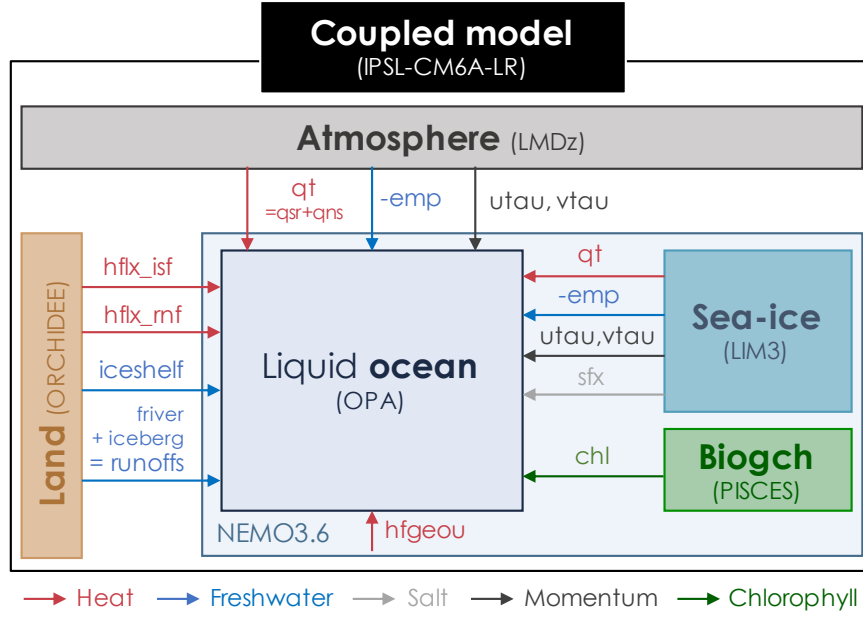 Coupled model
(IPSL-CM6A-LR)
Atmosphere (LMDz)
qt
=qsr+qns
-emp
utau, vtau
Land (ORCHIDEE)
hflx_isf
hflx_rnf
iceshelf
friver
+ iceberg
= runoffs
Liquid ocean
(OPA)
qt
-emp
utau,vtau
sfx
Sea-ice
(LIM3)
chl
Biogch
(PISCES)
NEMO3.6
hfgeou
Heat
Freshwater
Salt
Momentum
Chlorophyll